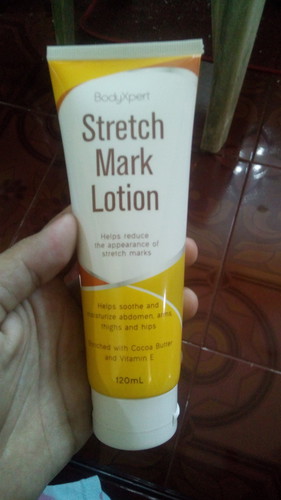 BodyXpert
Stretch
Mark
Lotion
Helps reduce
the appearance of
stretch marks
Helps soothe and
moisturize abdomen, arms
thighs and hips
Enriched with Cocoa Butter
and Vitamin E
120mL